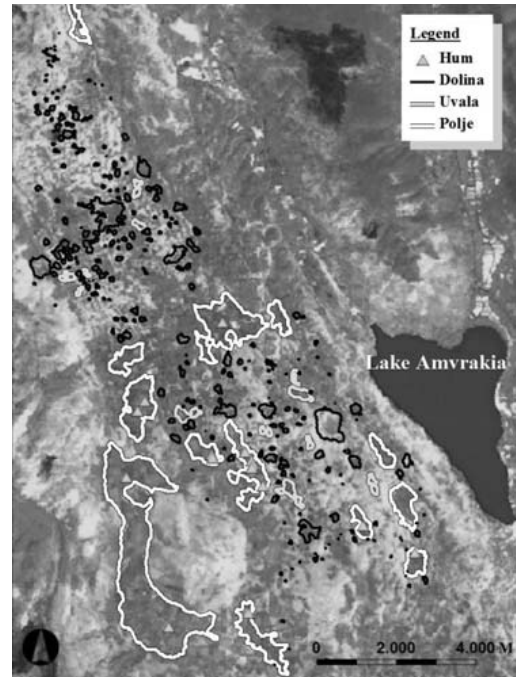 Legend
Hum
Dolina
Uvala
Polje
Lake Amvrakia
0 2.000 4.000 M